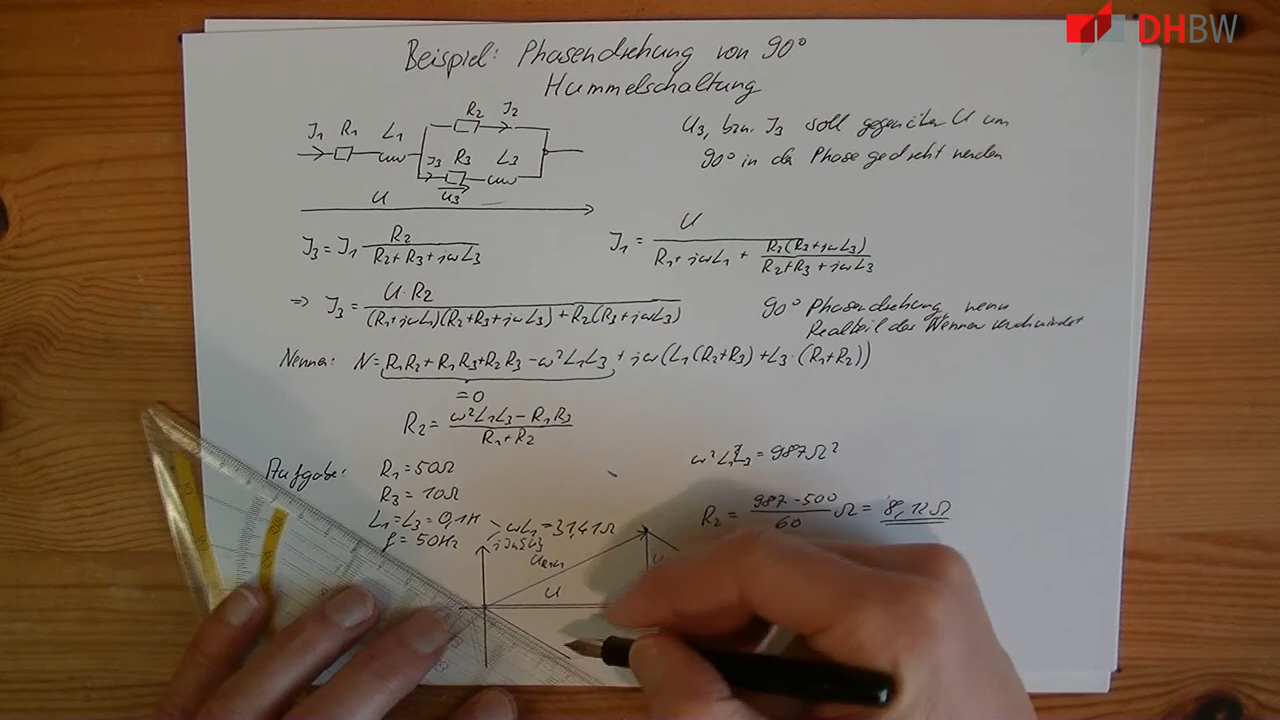 DHBW
Beispiel: Phasendrehung von 90°
Hummelschaltung
I1 R1 L1 R2 I2
I3 R3 L3
U3
U
U3, bzw. I3 soll gegenüber U um
90° in der Phase gedreht werden
I3 = I1 R2 / (R2+R3+jωL3)
I1 = U / (R1+jωL1 + R2(R3+jωL3) / (R2+R3+jωL3))
=> I3 = U·R2 / ((R1+jωL1)(R2+R3+jωL3)+R2(R3+jωL3))
90° Phasendrehung, wenn
Realteil des Nenners verschwindet
Nenner: N = R1R2+R1R3+R2R3-ω²L1L3 + jω(L1(R2+R3)+L3·(R1+R2))
=0
R2 = (ω²L1L3-R1R3) / (R1+R2)
Aufgabe: R1=50Ω
R3=10Ω
L1=L3=0,1H
ωL1=31,41Ω
f=50Hz
ω²L1L3=987Ω²
R2 = (987-500) / 60 Ω = 8,12Ω
U